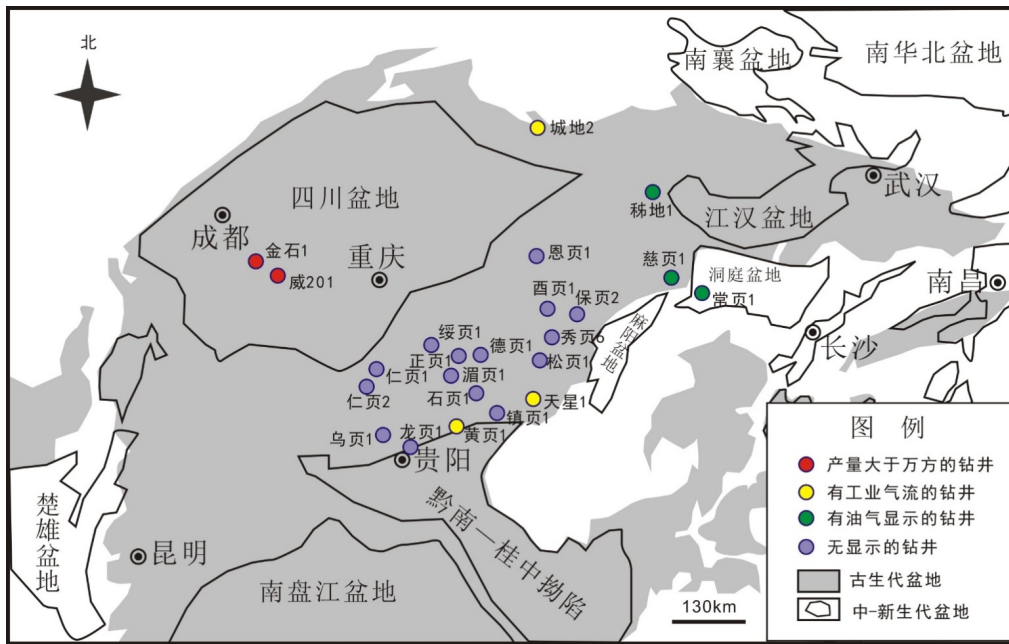 北
南襄盆地
南华北盆地
城地2
四川盆地
武汉
秭地1
江汉盆地
成都
金石1
威201
重庆
恩页1
慈页1
洞庭盆地
常页1
南昌
酉页1
保页2
秀页6
麻阳盆地
长沙
绥页1
正页1
德页1
松页1
仁页1
湄页1
仁页2
石页1
天星1
镇页1
乌页1
龙页1
黄页1
贵阳
黔南一桂中拗陷
楚雄盆地
昆明
南盘江盆地
130km
图 例
产量大于万方的钻井
有工业气流的钻井
有油气显示的钻井
无显示的钻井
古生代盆地
中-新生代盆地